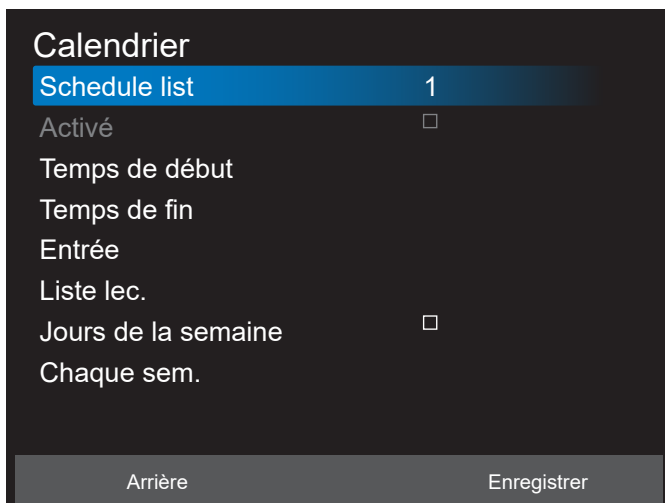 Calendrier
Schedule list 1
Activé
Temps de début
Temps de fin
Entrée
Liste lec.
Jours de la semaine
Chaque sem.
Arrière Enregistrer